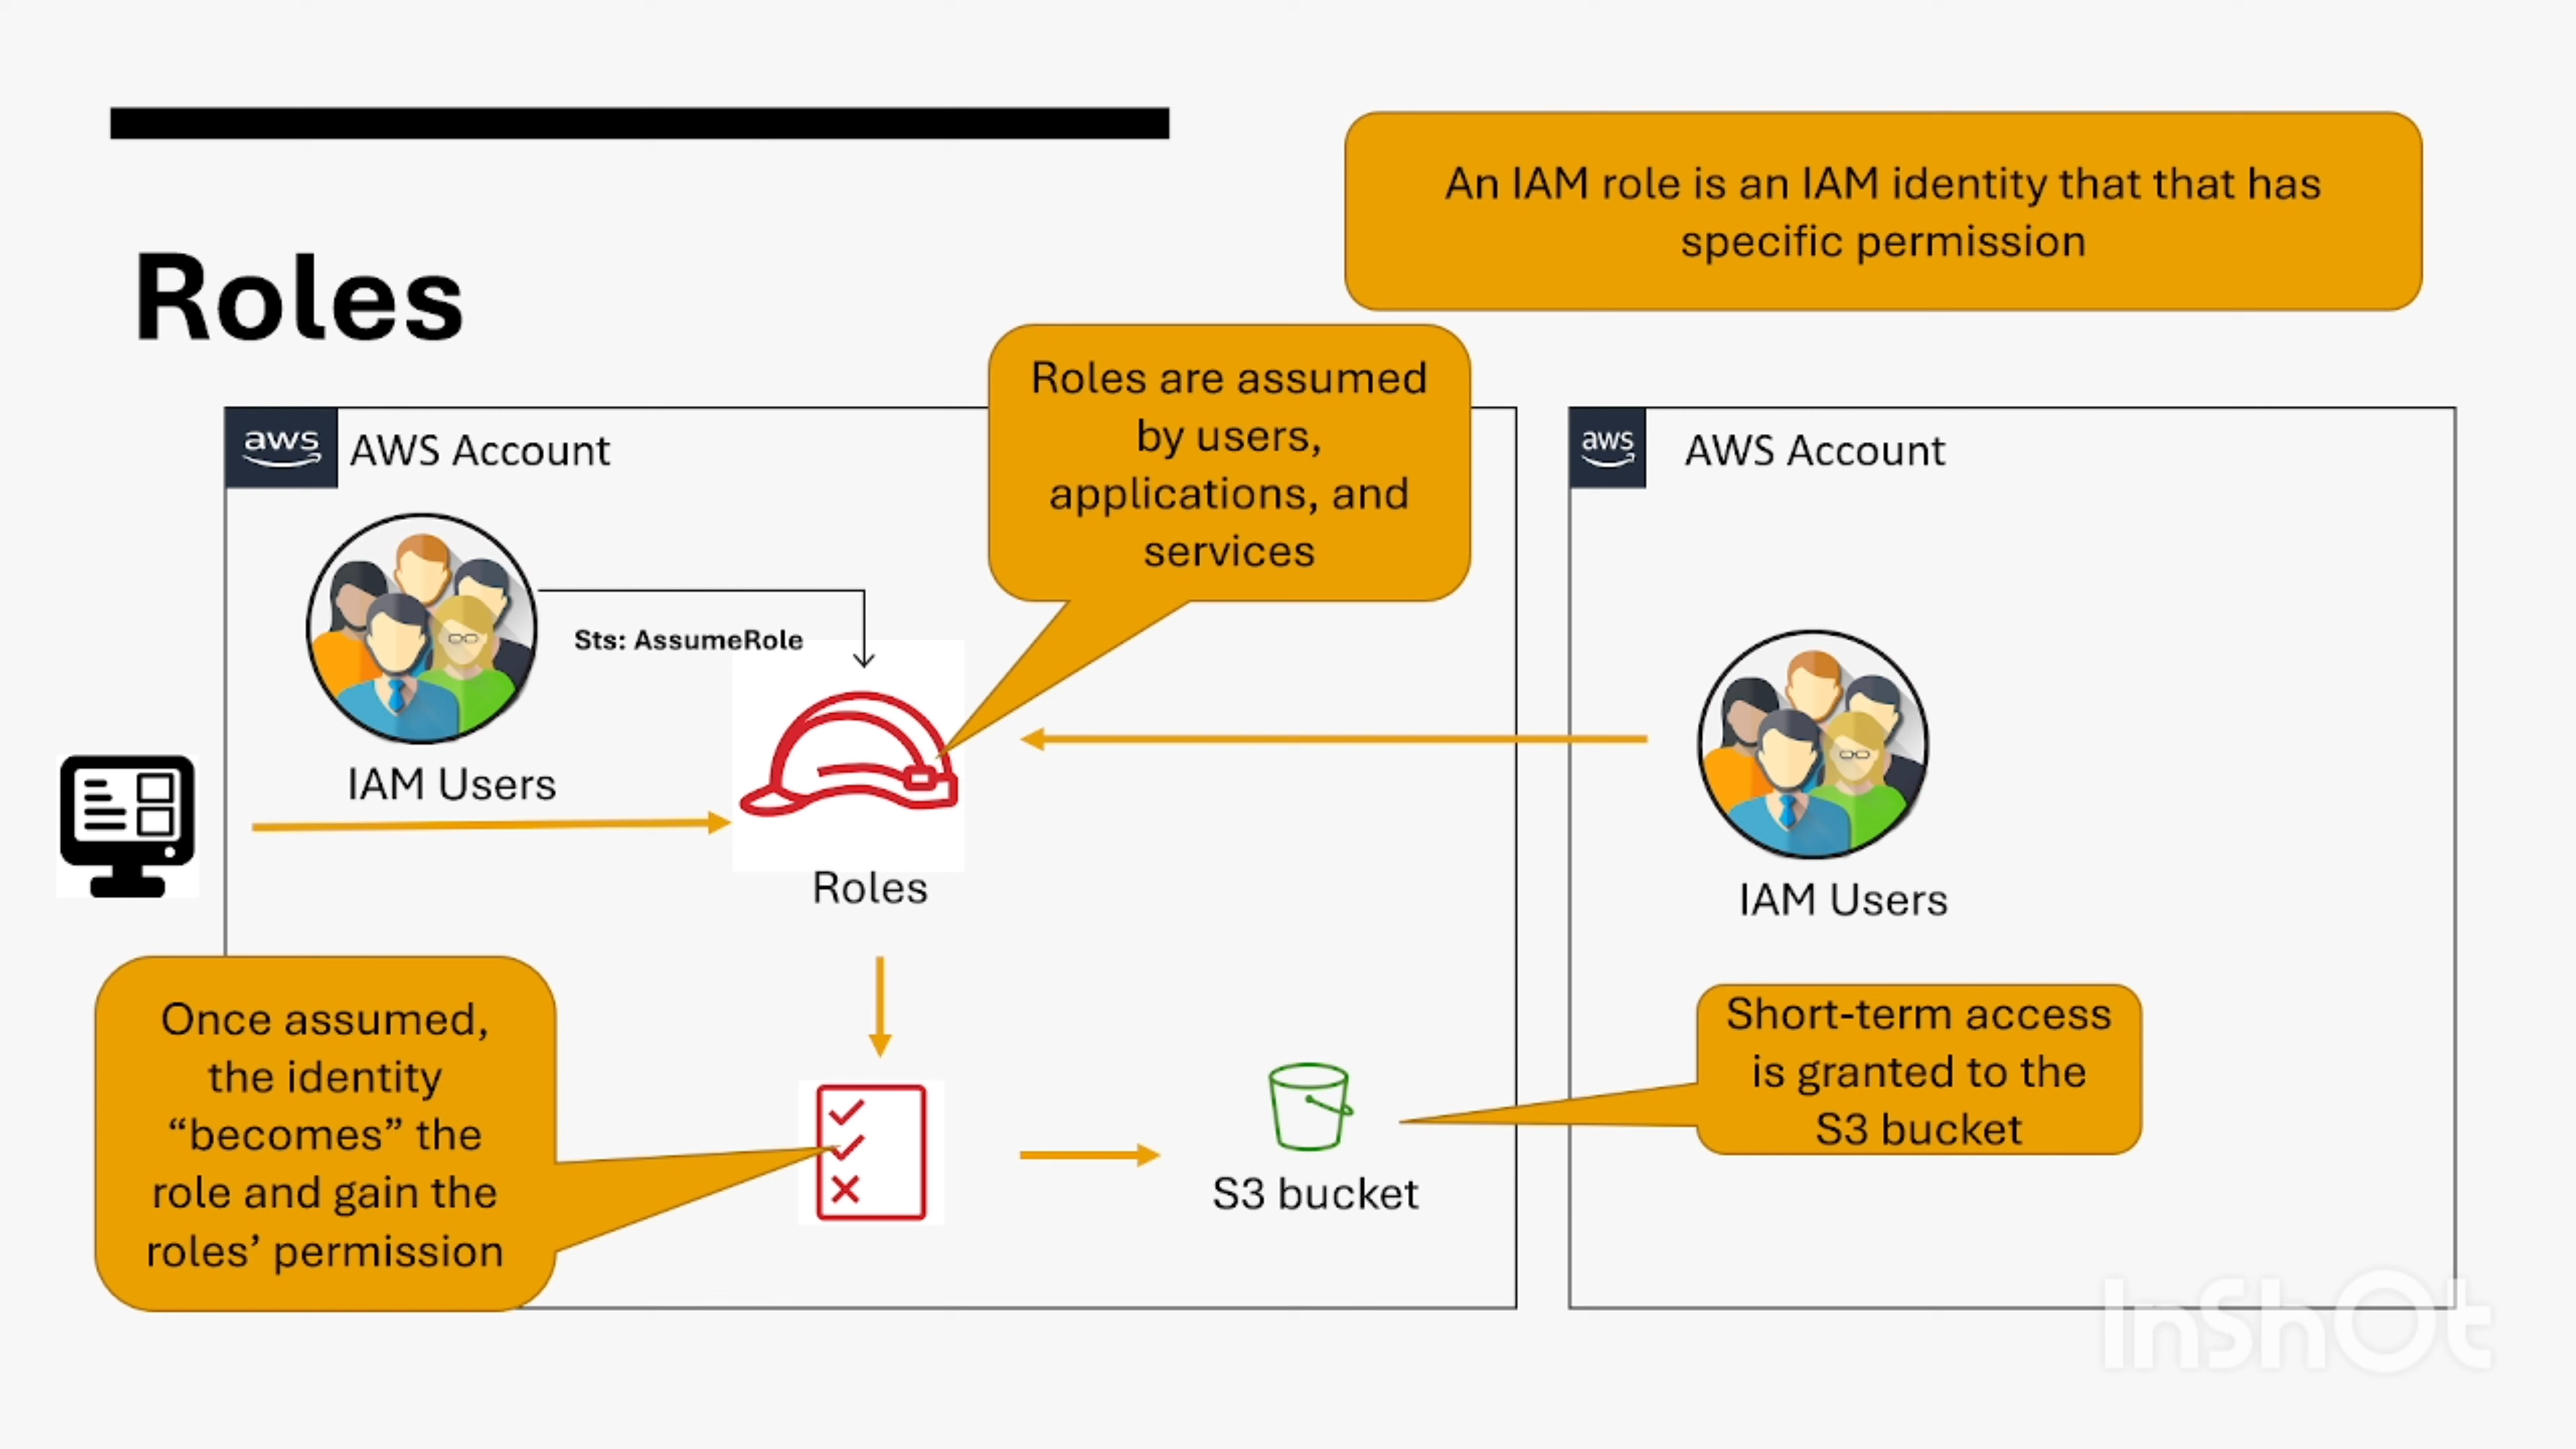 An IAM role is an IAM identity that that has
specific permission
Roles
Roles are assumed
by users,
applications, and
services
aws
AWS Account
aws
AWS Account
Sts: AssumeRole
IAM Users
Roles
IAM Users
Once assumed,
the identity
“becomes” the
role and gain the
roles’ permission
Short-term access
is granted to the
S3 bucket
S3 bucket
InShOt